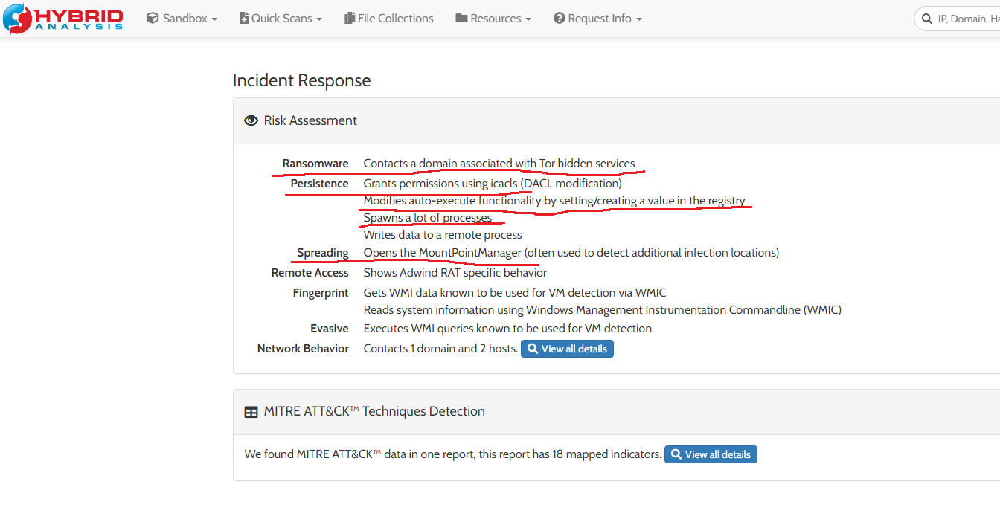 HYBRID
ANALYSIS
Sandbox
Quick Scans
File Collections
Resources
Request Info
IP, Domain, Ha
Incident Response
Risk Assessment
Ransomware Contacts a domain associated with Tor hidden services
Persistence Grants permissions using icacls (DACL modification)
Modifies auto-execute functionality by setting/creating a value in the registry
Spawns a lot of processes
Writes data to a remote process
Spreading Opens the MountPointManager (often used to detect additional infection locations)
Remote Access Shows Adwind RAT specific behavior
Fingerprint Gets WMI data known to be used for VM detection via WMIC
Reads system information using Windows Management Instrumentation Commandline (WMIC)
Evasive Executes WMI queries known to be used for VM detection
Network Behavior Contacts 1 domain and 2 hosts. View all details
MITRE ATT&CK™ Techniques Detection
We found MITRE ATT&CK™ data in one report, this report has 18 mapped indicators. View all details